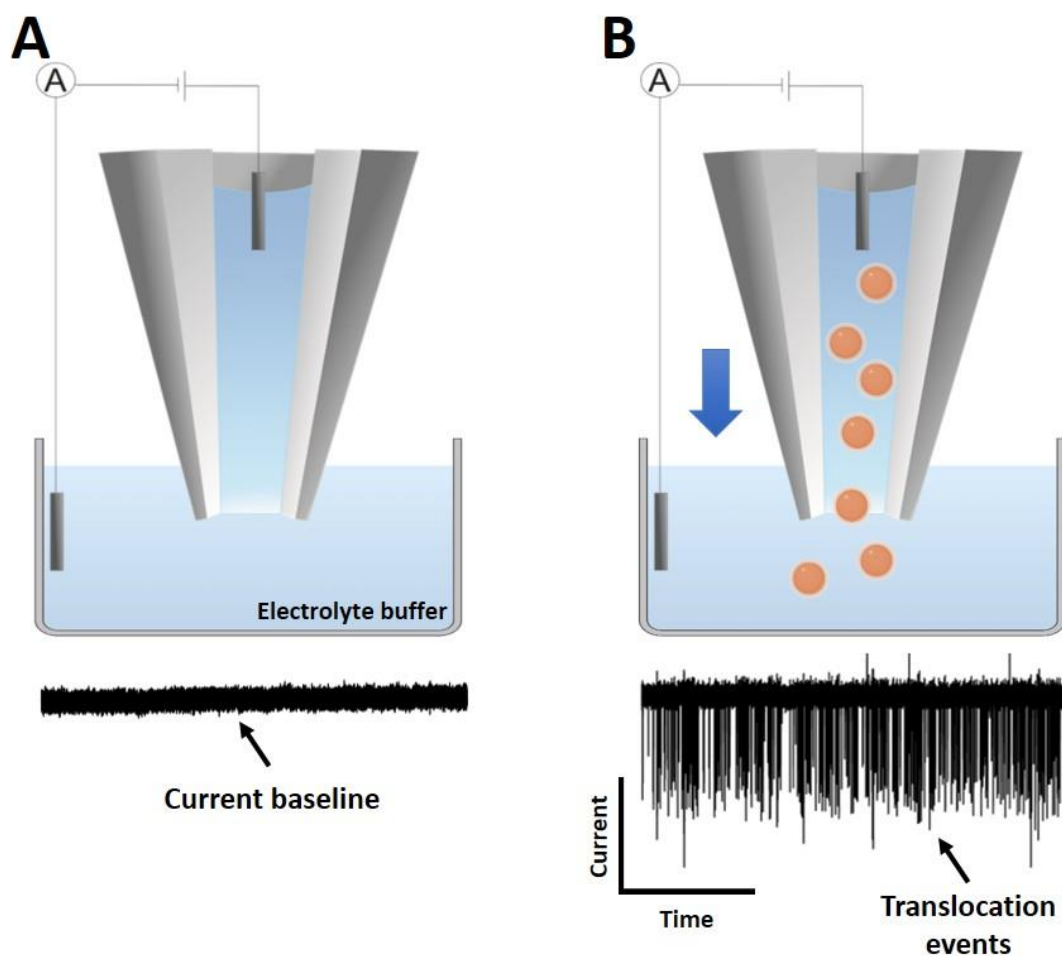 A
B
A
A
Electrolyte buffer
Current baseline
Current
Time
Translocation
events